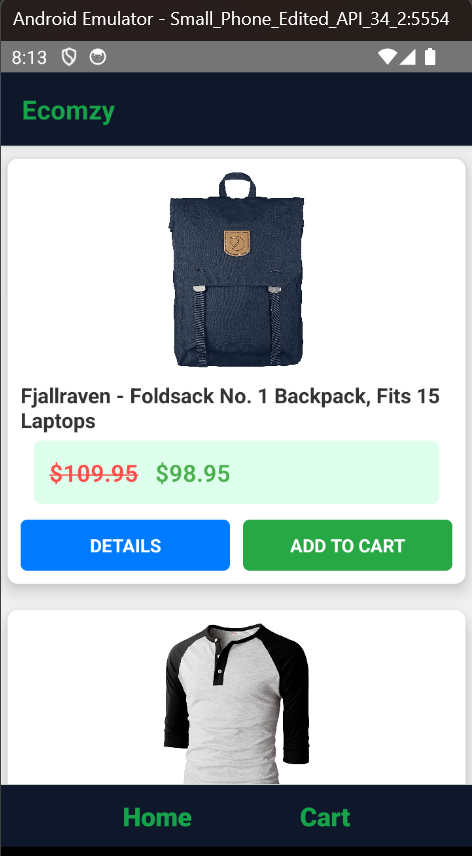 Android Emulator - Small_Phone_Edited_API_34_2:5554
8:13
Ecomzy
Fjallraven - Foldsack No. 1 Backpack, Fits 15
Laptops
$109.95 $98.95
DETAILS ADD TO CART
Home Cart